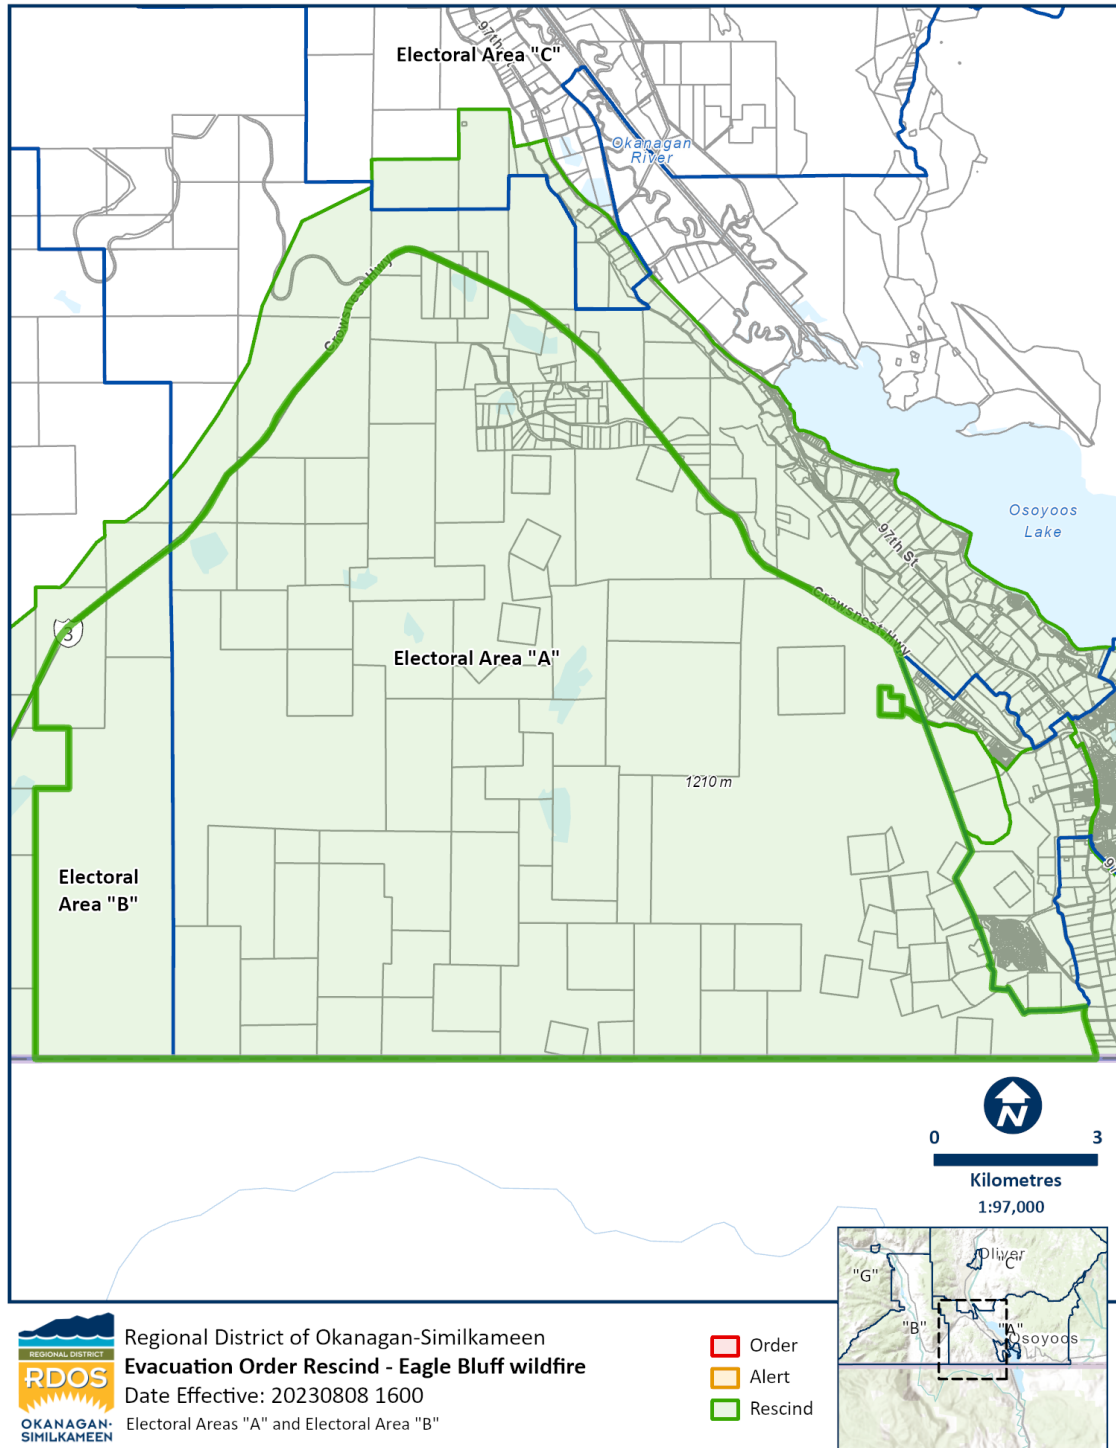 97th
Electoral Area "C"
Okanagan
River
Crowsnest Hwy
Osoyoos
Lake
97th St
Crowsnest Hwy
3
Electoral Area "A"
1210 m
Electoral
Area "B"
N
0 3
Kilometres
1:97,000
Oliver
"C"
"G"
"B"
"A"
Osoyoos
REGIONAL DISTRICT
RDOS
OKANAGAN-
SIMILKAMEEN
Regional District of Okanagan-Similkameen
Evacuation Order Rescind - Eagle Bluff wildfire
Date Effective: 20230808 1600
Electoral Areas "A" and Electoral Area "B"
Order
Alert
Rescind